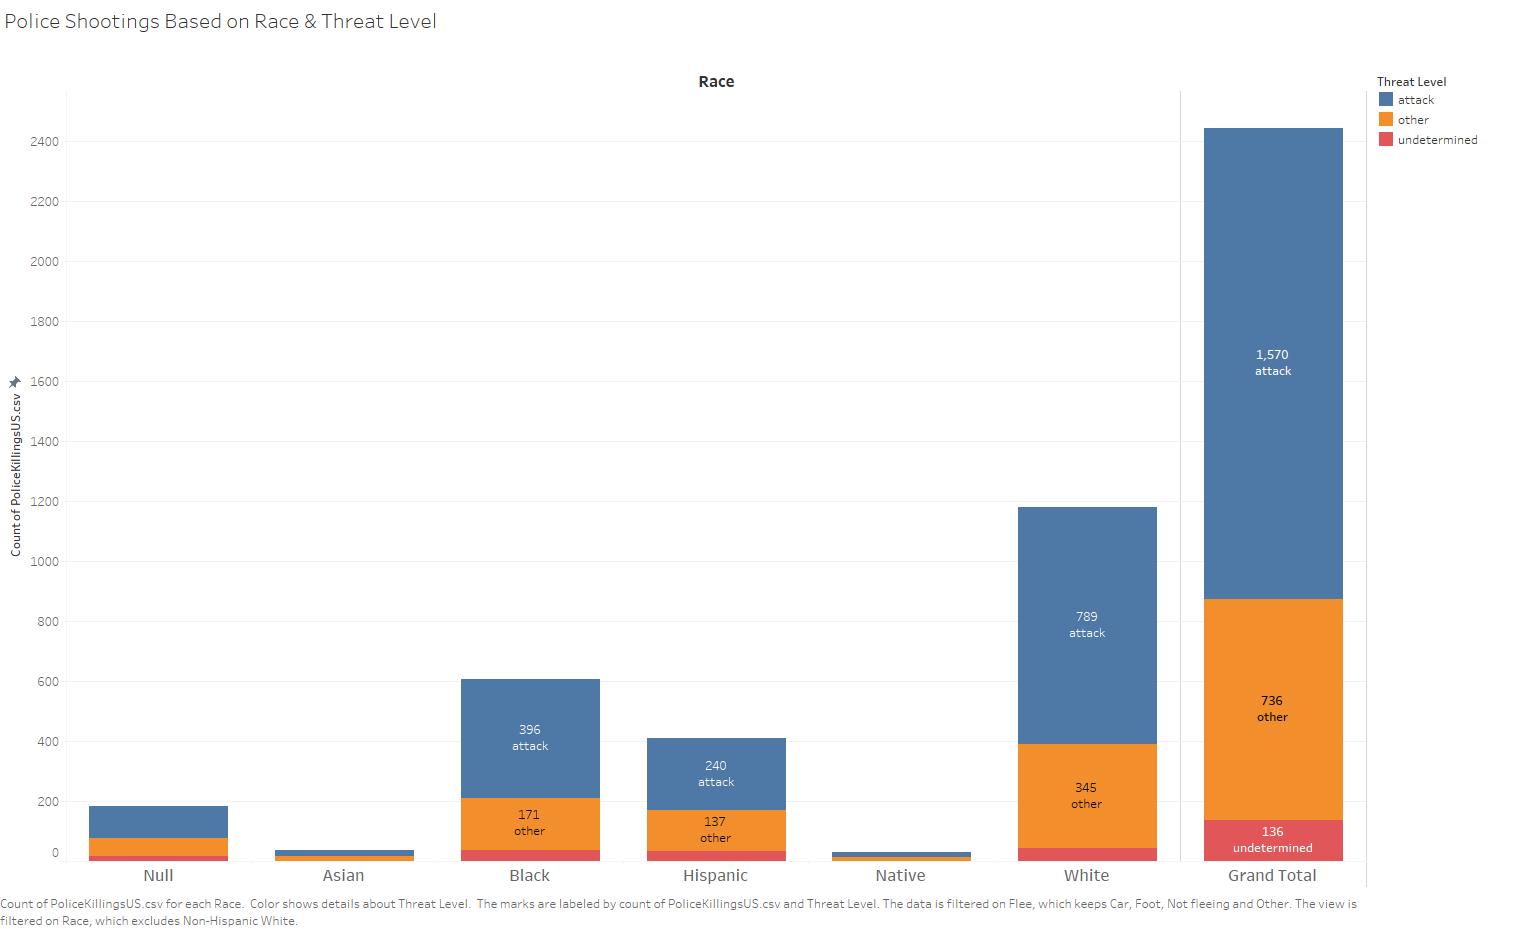 Police Shootings Based on Race & Threat Level
Race
Threat Level
attack
other
undetermined
Count of PoliceKillingsUS.csv
2400
2200
2000
1800
1600
1400
1200
1000
800
600
400
200
0
396
attack
171
other
240
attack
137
other
789
attack
345
other
1,570
attack
736
other
136
undetermined
Null
Asian
Black
Hispanic
Native
White
Grand Total
Count of PoliceKillingsUS.csv for each Race.  Color shows details about Threat Level.  The marks are labeled by count of PoliceKillingsUS.csv and Threat Level. The data is filtered on Flee, which keeps Car, Foot, Not fleeing and Other. The view is
filtered on Race, which excludes Non-Hispanic White.